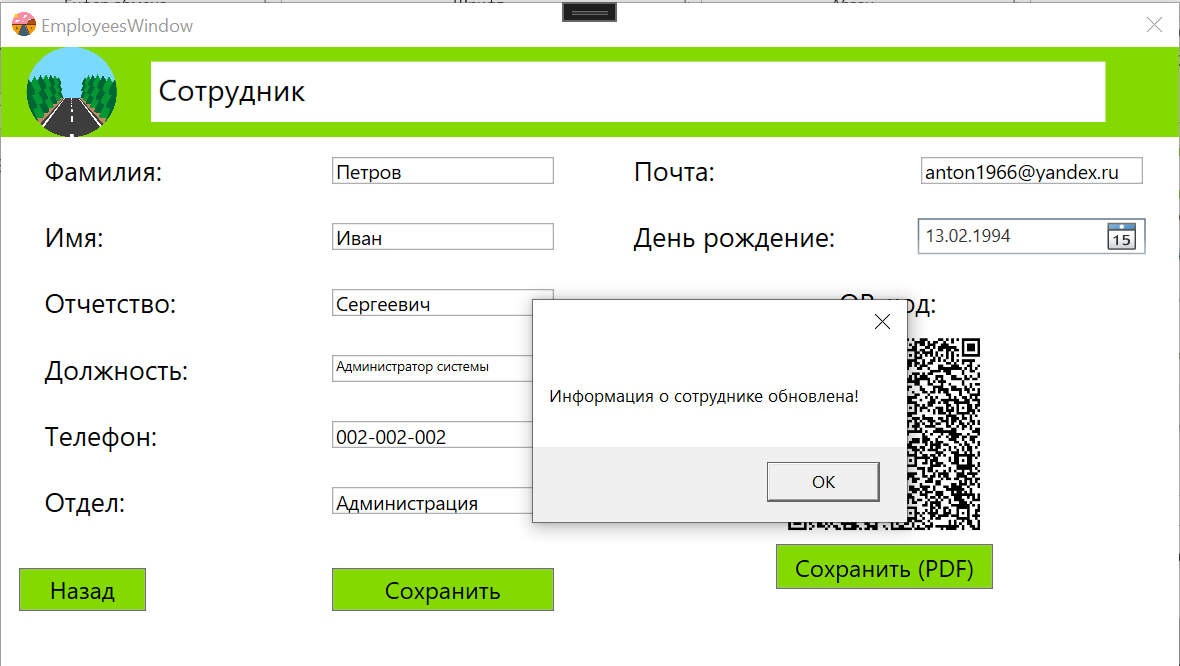 EmployeesWindow
Сотрудник
Фамилия: Петров Почта: anton1966@yandex.ru
Имя: Иван День рождение: 13.02.1994 15
Отчетство: Сергеевич
Должность: Администратор системы
Информация о сотруднике обновлена!
Телефон: 002-002-002
OK
Отдел: Администрация
Назад Сохранить Сохранить (PDF)